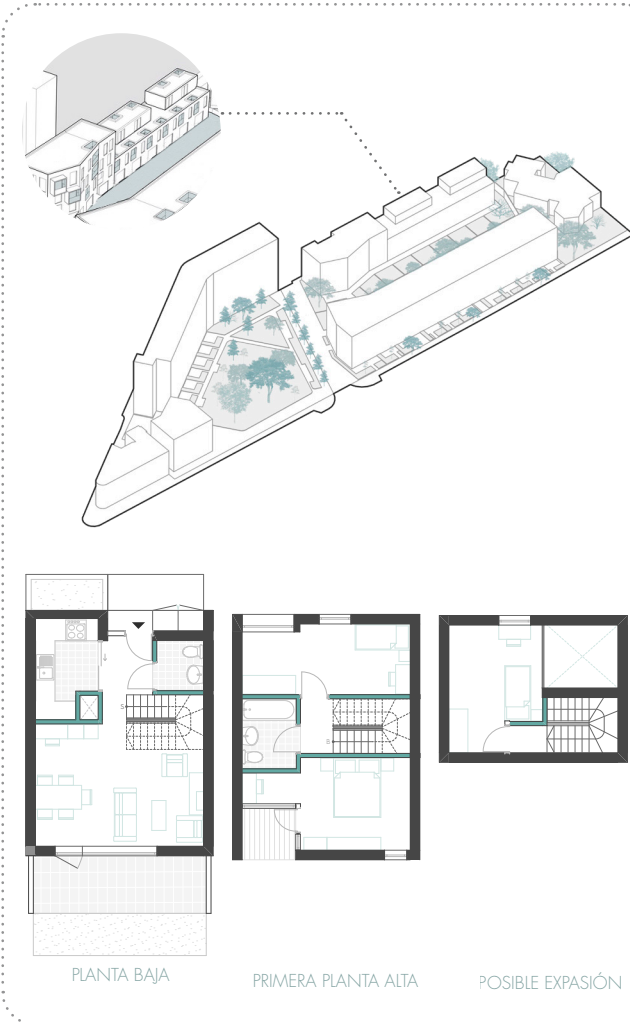 S
B
PLANTA BAJA
PRIMERA PLANTA ALTA
POSIBLE EXPASIÓN